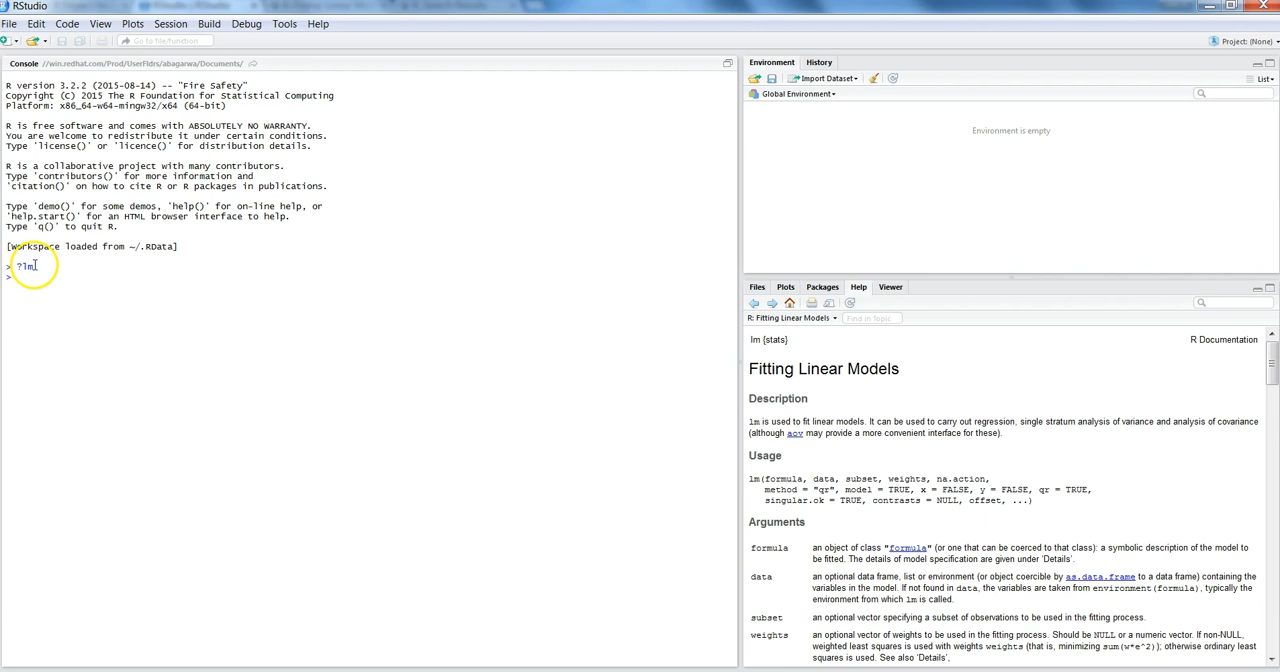 RStudio
File Edit Code View Plots Session Build Debug Tools Help
Go to file/function
Project: (None)
Console //win.redhat.com/Prod/UserFldrs/abagarwa/Documents/
R version 3.2.2 (2015-08-14) -- "Fire Safety"
Copyright (C) 2015 The R Foundation for Statistical Computing
Platform: x86_64-w64-mingw32/x64 (64-bit)
R is free software and comes with ABSOLUTELY NO WARRANTY.
You are welcome to redistribute it under certain conditions.
Type 'license()' or 'licence()' for distribution details.
R is a collaborative project with many contributors.
Type 'contributors()' for more information and
'citation()' on how to cite R or R packages in publications.
Type 'demo()' for some demos, 'help()' for on-line help, or
'help.start()' for an HTML browser interface to help.
Type 'q()' to quit R.
[Workspace loaded from ~/.RData]
> ?lm
>
Environment History
Import Dataset
List
Global Environment
Environment is empty
Files Plots Packages Help Viewer
R: Fitting Linear Models Find in Topic
lm {stats} R Documentation
Fitting Linear Models
Description
lm is used to fit linear models. It can be used to carry out regression, single stratum analysis of variance and analysis of covariance
(although aov may provide a more convenient interface for these).
Usage
lm(formula, data, subset, weights, na.action,
method = "qr", model = TRUE, x = FALSE, y = FALSE, qr = TRUE,
singular.ok = TRUE, contrasts = NULL, offset, ...)
Arguments
formula an object of class "formula" (or one that can be coerced to that class): a symbolic description of the model to
be fitted. The details of model specification are given under 'Details'.
data an optional data frame, list or environment (or object coercible by as.data.frame to a data frame) containing the
variables in the model. If not found in data, the variables are taken from environment(formula), typically the
environment from which lm is called.
subset an optional vector specifying a subset of observations to be used in the fitting process.
weights an optional vector of weights to be used in the fitting process. Should be NULL or a numeric vector. If non-NULL,
weighted least squares is used with weights weights (that is, minimizing sum(w*e^2)); otherwise ordinary least
squares is used. See also 'Details',